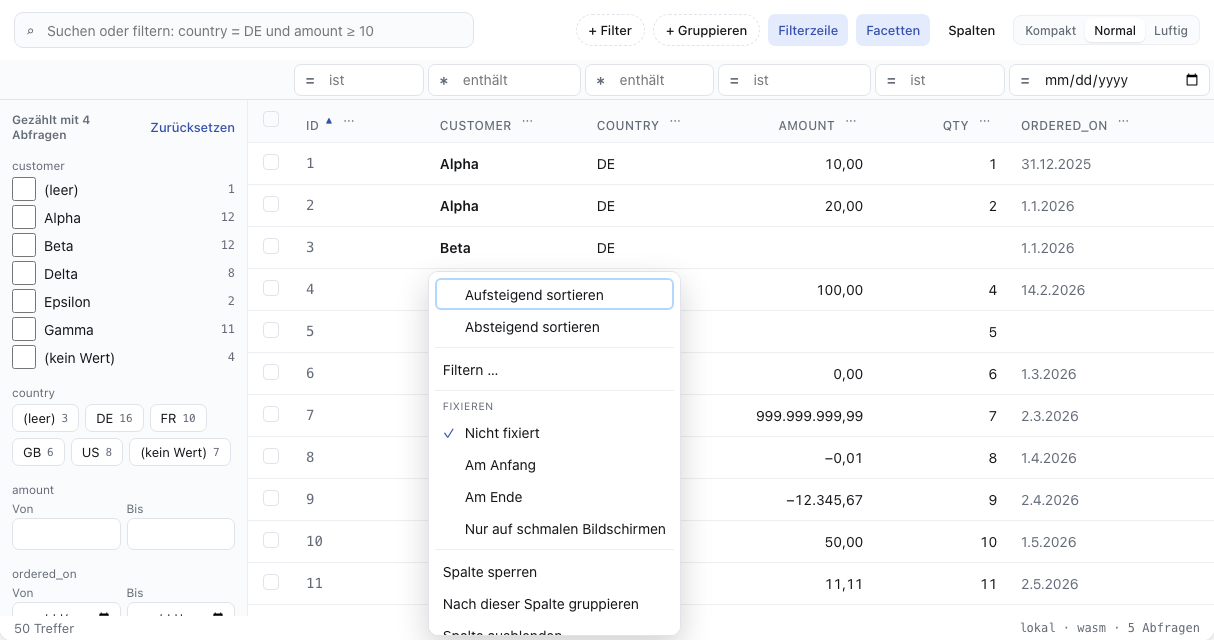 Suchen oder filtern: country = DE und amount ≥ 10
+ Filter
+ Gruppieren
Filterzeile
Facetten
Spalten
Kompakt
Normal
Luftig
= ist
* enthält
* enthält
= ist
= ist
= mm/dd/yyyy
Gezählt mit 4 Abfragen
Zurücksetzen
customer
(leer) 1
Alpha 12
Beta 12
Delta 8
Epsilon 2
Gamma 11
(kein Wert) 4
country
(leer) 3
DE 16
FR 10
GB 6
US 8
(kein Wert) 7
amount
Von
Bis
ordered_on
Von
Bis
ID ▲ ···
CUSTOMER ···
COUNTRY ···
AMOUNT ···
QTY ···
ORDERED_ON ···
1 Alpha DE 10,00 1 31.12.2025
2 Alpha DE 20,00 2 1.1.2026
3 Beta DE 1.1.2026
4 100,00 4 14.2.2026
5 5
6 0,00 6 1.3.2026
7 999.999.999,99 7 2.3.2026
8 −0,01 8 1.4.2026
9 −12.345,67 9 2.4.2026
10 50,00 10 1.5.2026
11 11,11 11 2.5.2026
Aufsteigend sortieren
Absteigend sortieren
Filtern ...
FIXIEREN
✓ Nicht fixiert
Am Anfang
Am Ende
Nur auf schmalen Bildschirmen
Spalte sperren
Nach dieser Spalte gruppieren
Spalte ausblenden
50 Treffer
lokal · wasm · 5 Abfragen